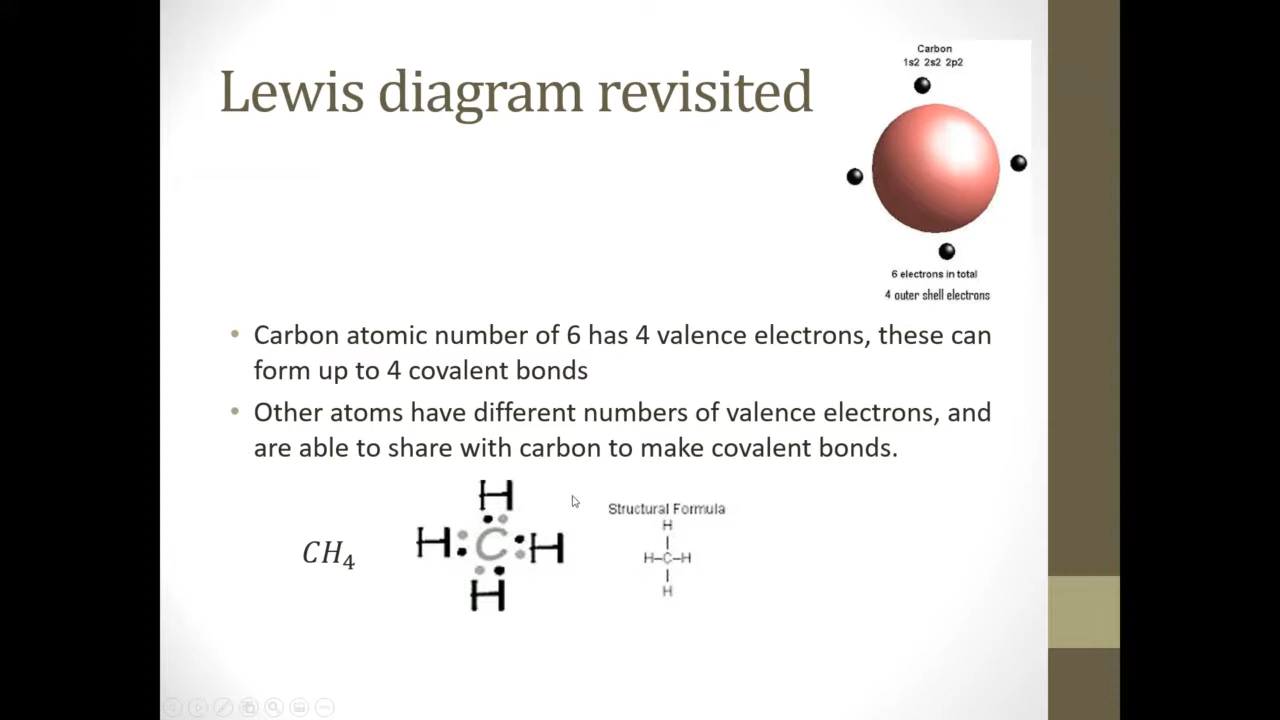 Lewis diagram revisited
Carbon
1s2 2s2 2p2
6 electrons in total
4 outer shell electrons
• Carbon atomic number of 6 has 4 valence electrons, these can
form up to 4 covalent bonds
• Other atoms have different numbers of valence electrons, and
are able to share with carbon to make covalent bonds.
CH₄
H
H:C:H
H
Structural Formula
H
|
H–C–H
|
H